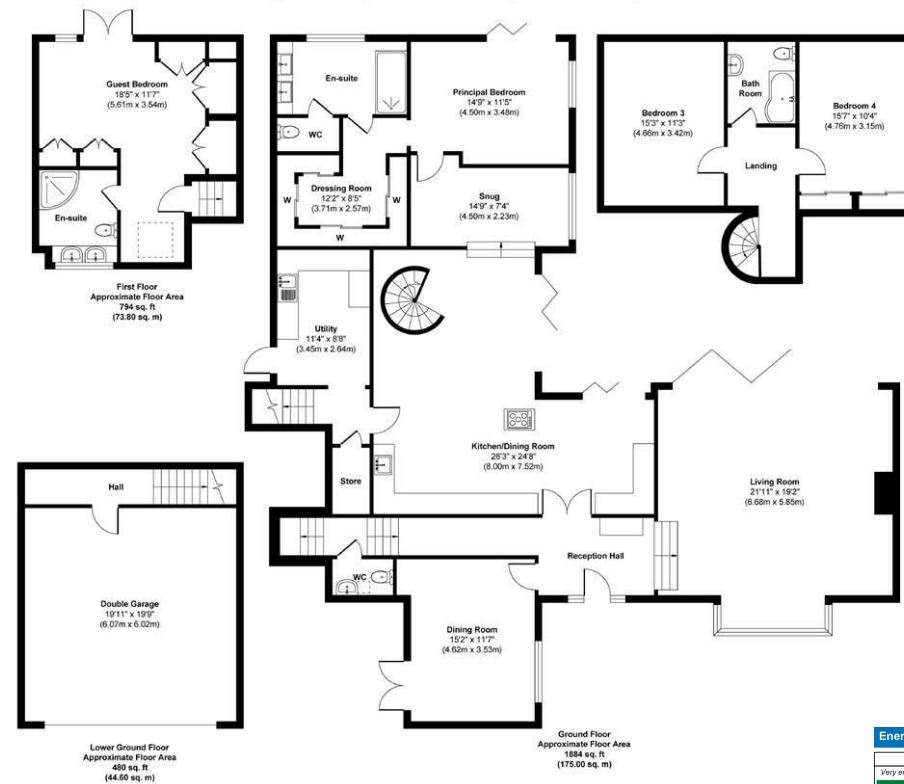 Guest Bedroom
18'5" x 11'7"
(5.61m x 3.54m)
En-suite
First Floor
Approximate Floor Area
794 sq. ft
(73.80 sq. m)
En-suite
WC
Principal Bedroom
14'9" x 11'5"
(4.50m x 3.48m)
Dressing Room
12'2" x 8'5"
(3.71m x 2.57m)
W
W
W
Snug
14'9" x 7'4"
(4.50m x 2.23m)
Bedroom 3
15'3" x 11'3"
(4.66m x 3.42m)
Bath
Room
Bedroom 4
15'7" x 10'4"
(4.76m x 3.15m)
Landing
Utility
11'4" x 8'8"
(3.45m x 2.64m)
Kitchen/Dining Room
26'3" x 24'8"
(8.00m x 7.52m)
Store
Living Room
21'11" x 19'2"
(6.68m x 5.85m)
Reception Hall
WC
Dining Room
15'2" x 11'7"
(4.62m x 3.53m)
Ground Floor
Approximate Floor Area
1884 sq. ft
(175.00 sq. m)
Hall
Double Garage
19'11" x 19'9"
(6.07m x 6.02m)
Lower Ground Floor
Approximate Floor Area
480 sq. ft
(44.60 sq. m)
Ener
Very e